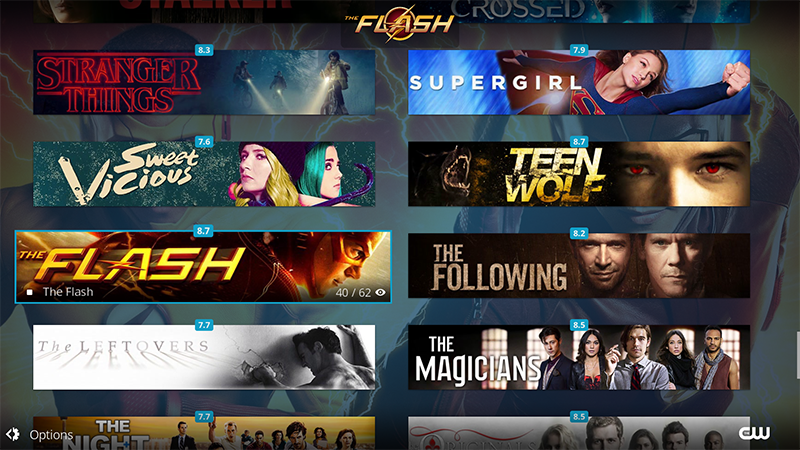 STALKER
CROSSED
THE FLASH
8.3
STRANGER
THINGS
7.9
SUPERGIRL
7.6
Sweet
Vicious
8.7
TEEN
WOLF
8.7
THE FLASH
The Flash
40 / 62
8.2
THE
FOLLOWING
7.7
The LEFTOVERS
8.5
THE
MAGICIANS
7.7
THE
NIGHT
8.5
Options
CW